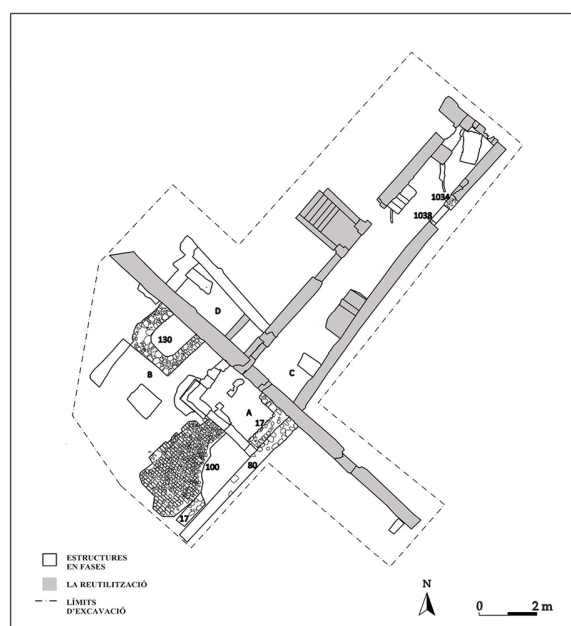 1034
1038
D
130
B
C
A
17
100
80
17
ESTRUCTURES
EN FASES
LA REUTILITZACIÓ
LÍMITS
D'EXCAVACIÓ
N
0 2 m